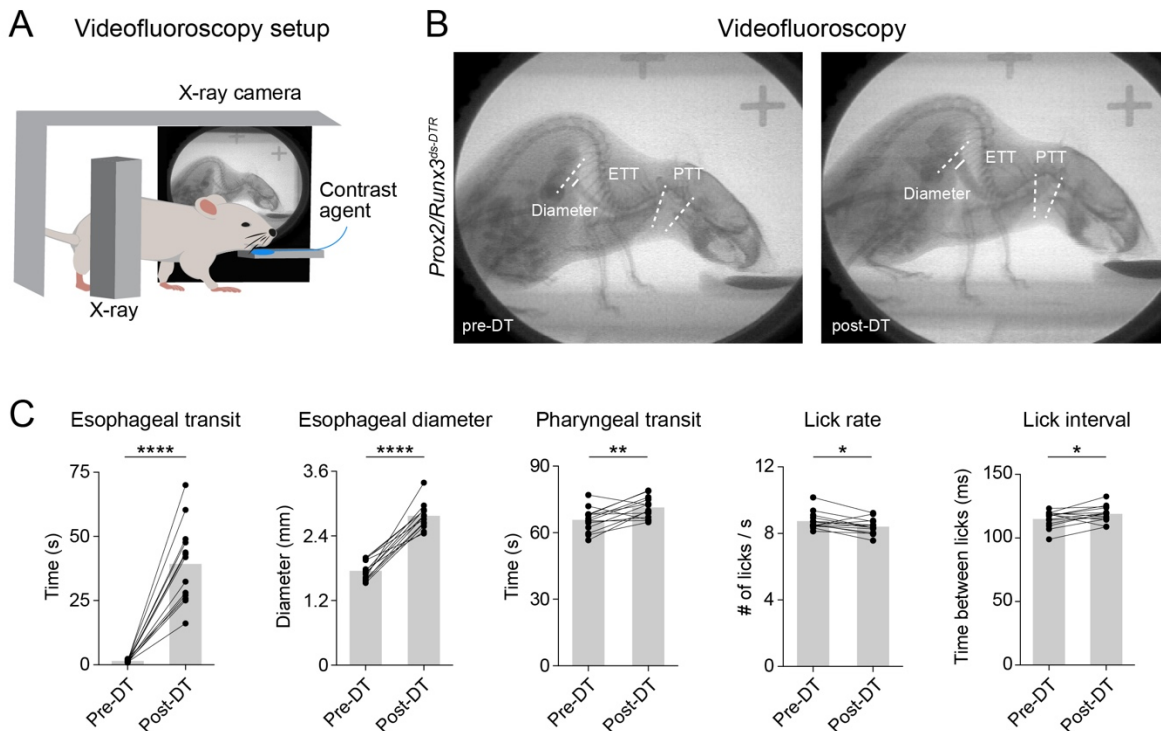 A
Videofluoroscopy setup
X-ray camera
Contrast
agent
X-ray
B
Videofluoroscopy
Prox2/Runx3ds-DTR
ETT
PTT
Diameter
pre-DT
ETT
PTT
Diameter
post-DT
C
Esophageal transit
****
Time (s)
75
50
25
0
Pre-DT
Post-DT
Esophageal diameter
****
Diameter (mm)
3.6
2.4
1.2
0
Pre-DT
Post-DT
Pharyngeal transit
**
Time (s)
90
60
30
0
Pre-DT
Post-DT
Lick rate
*
# of licks / s
12
8
4
0
Pre-DT
Post-DT
Lick interval
*
Time between licks (ms)
150
100
50
0
Pre-DT
Post-DT